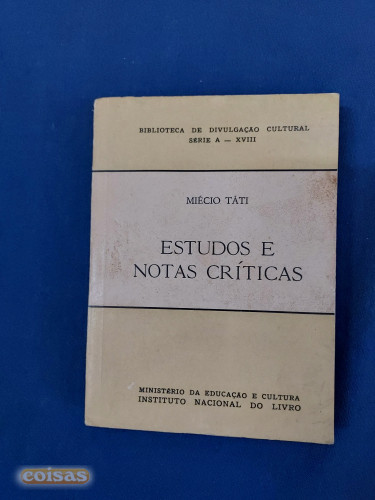 BIBLIOTECA DE DIVULGAÇÃO CULTURAL
SÉRIE A — XVIII
MIÉCIO TÁTI
ESTUDOS E
NOTAS CRÍTICAS
MINISTÉRIO DA EDUCAÇÃO E CULTURA
INSTITUTO NACIONAL DO LIVRO
coisas